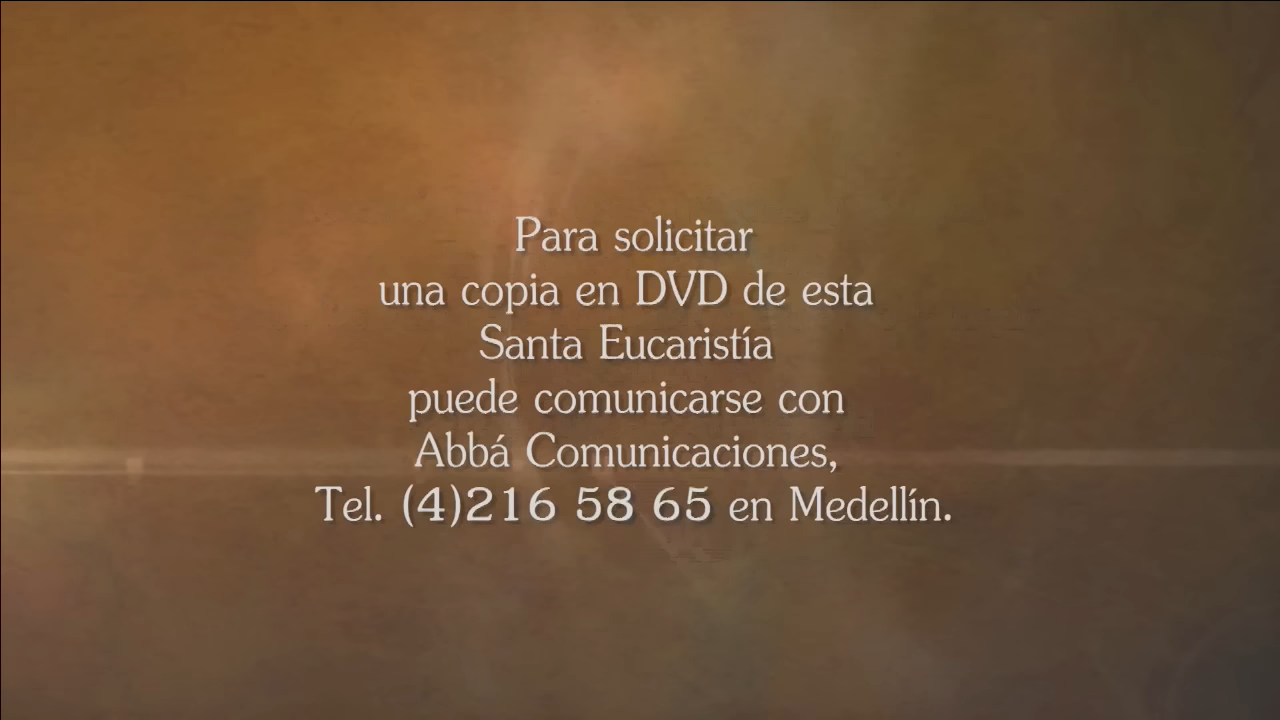 Para solicitar
una copia en DVD de esta
Santa Eucaristía
puede comunicarse con
Abbá Comunicaciones,
Tel. (4)216 58 65 en Medellín.